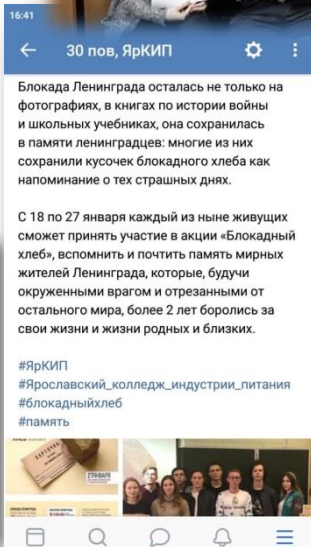 16:41
30 пов, ЯрКИП
Блокада Ленинграда осталась не только на
фотографиях, в книгах по истории войны
и школьных учебниках, она сохранилась
в памяти ленинградцев: многие из них
сохранили кусочек блокадного хлеба как
напоминание о тех страшных днях.
С 18 по 27 января каждый из ныне живущих
сможет принять участие в акции «Блокадный
хлеб», вспомнить и почтить память мирных
жителей Ленинграда, которые, будучи
окруженными врагом и отрезанными от
остального мира, более 2 лет боролись за
свои жизни и жизни родных и близких.
#ЯрКИП
#Ярославский_колледж_индустрии_питания
#блокадныйхлеб
#память
27 ЯНВАРЯ